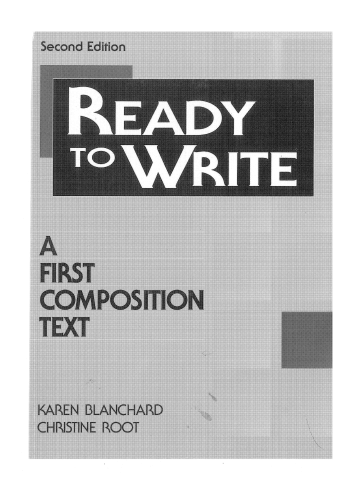 Second Edition
READY
TO WRITE
A
FIRST
COMPOSITION
TEXT
KAREN BLANCHARD
CHRISTINE ROOT